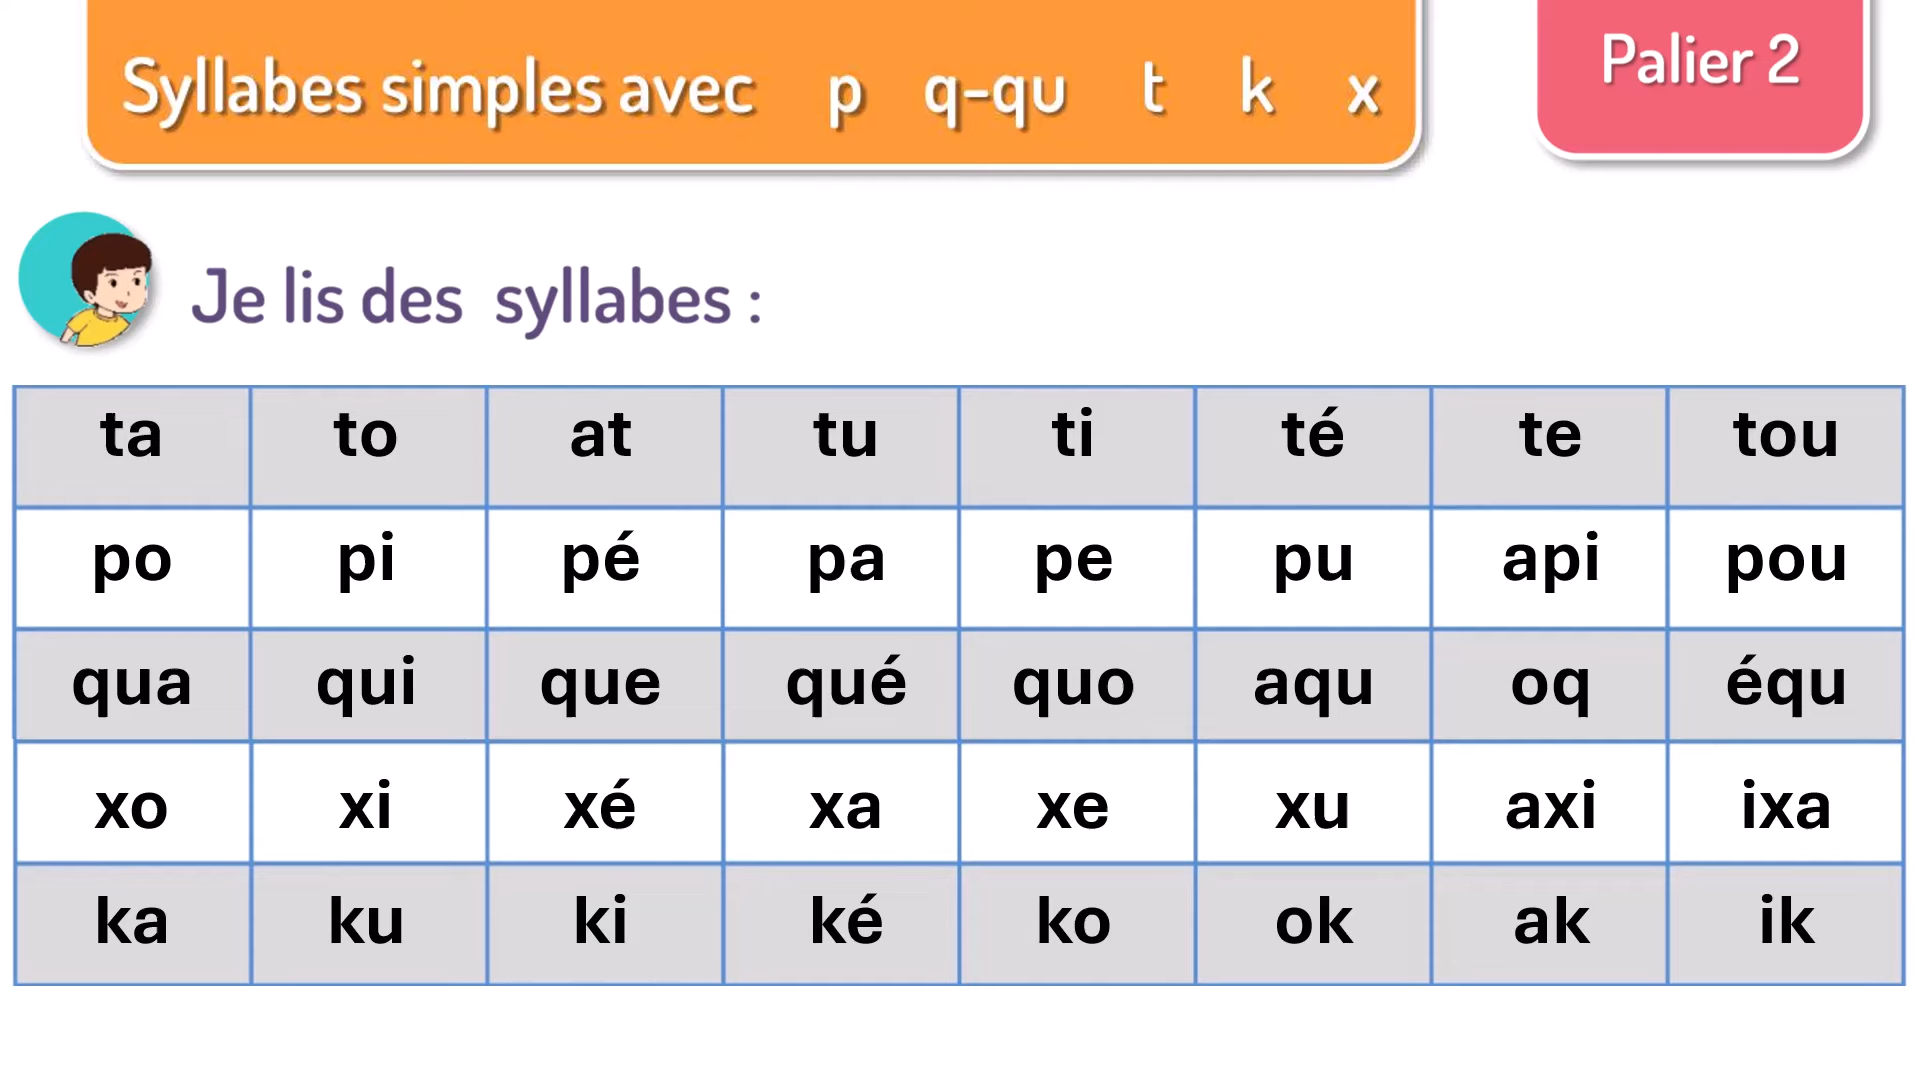 Syllabes simples avec p q-qu t k x
Palier 2
Je lis des syllabes :
ta to at tu ti té te tou
po pi pé pa pe pu api pou
qua qui que qué quo aqu oq équ
xo xi xé xa xe xu axi ixa
ka ku ki ké ko ok ak ik